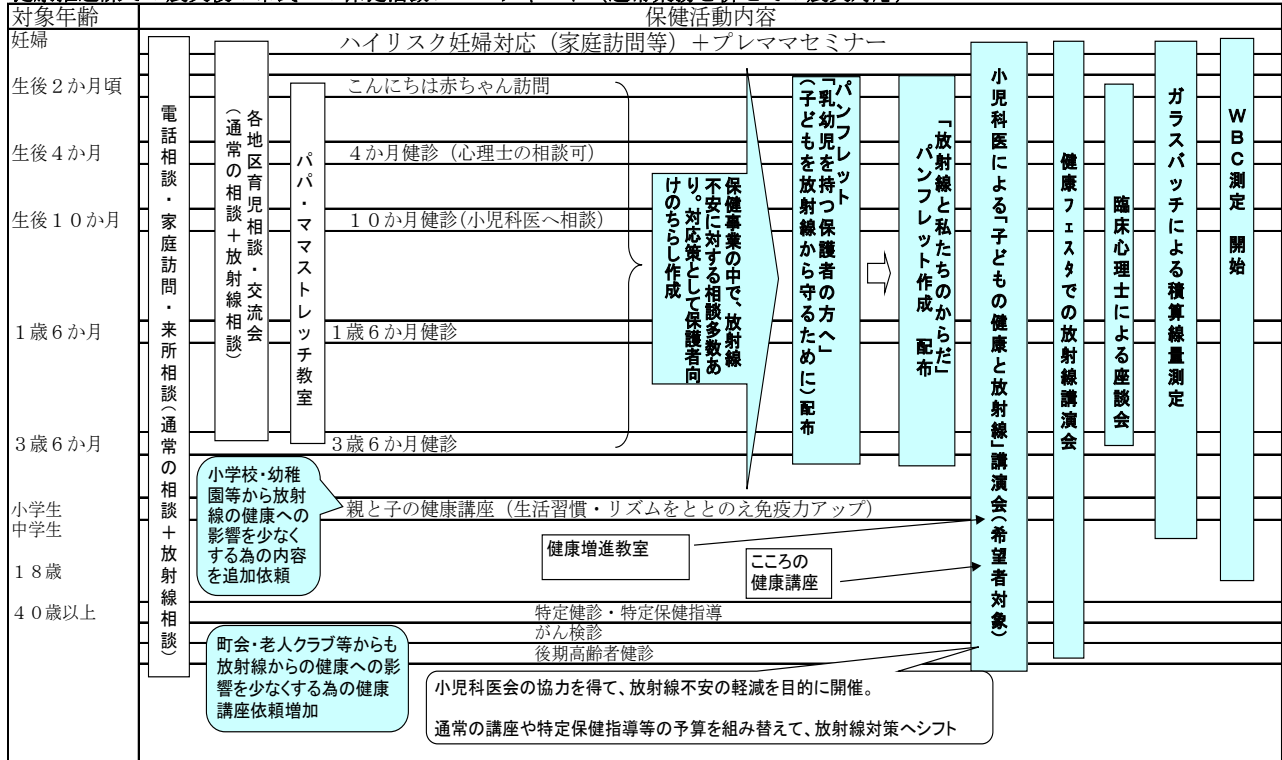 対象年齢
保健活動内容
妊婦
ハイリスク妊婦対応（家庭訪問等）＋プレママセミナー
生後２か月頃
こんにちは赤ちゃん訪問
生後４か月
４か月健診（心理士の相談可）
生後１０か月
１０か月健診(小児科医へ相談）
１歳６か月
１歳６か月健診
３歳６か月
３歳６か月健診
小学生
中学生
親と子の健康講座（生活習慣・リズムをととのえ免疫力アップ）
１８歳
４０歳以上
特定健診・特定保健指導
がん検診
後期高齢者健診
電話相談・家庭訪問・来所相談（通常の相談＋放射線相談）
各地区育児相談・交流会
（通常の相談＋放射線相談）
パパ・ママストレッチ教室
保健事業の中で、放射線
不安に対する相談多数あ
り。対応策として保護者向
けのちらし作成
パンフレット
「乳幼児を持つ保護者の方へ」
（子どもを放射線から守るために）配布
「放射線と私たちのからだ」
パンフレット作成　配布
小児科医による「子どもの健康と放射線」講演会（希望者対象）
健康フェスタでの放射線講演会
臨床心理士による座談会
ガラスバッチによる積算線量測定
ＷＢＣ測定　開始
小学校・幼稚
園等から放射
線の健康への
影響を少なく
する為の内容
を追加依頼
健康増進教室
こころの
健康講座
町会・老人クラブ等からも
放射線からの健康への影
響を少なくする為の健康
講座依頼増加
小児科医会の協力を得て、放射線不安の軽減を目的に開催。
通常の講座や特定保健指導等の予算を組み替えて、放射線対策へシフト